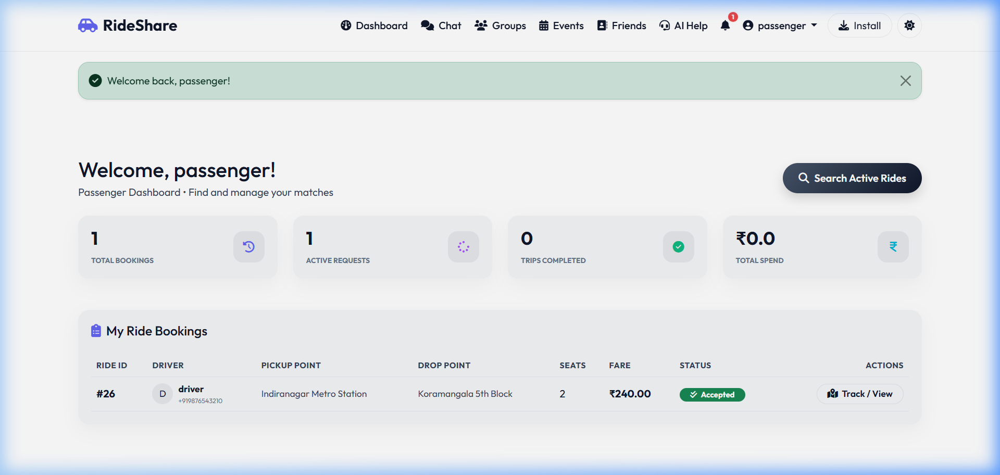 RideShare
Dashboard Chat Groups Events Friends AI Help 1 passenger Install
Welcome back, passenger!
Welcome, passenger!
Passenger Dashboard • Find and manage your matches
Search Active Rides
1
TOTAL BOOKINGS
1
ACTIVE REQUESTS
0
TRIPS COMPLETED
₹0.0
TOTAL SPEND
₹
My Ride Bookings
RIDE ID DRIVER PICKUP POINT DROP POINT SEATS FARE STATUS ACTIONS
#26 D driver Indiranagar Metro Station Koramangala 5th Block 2 ₹240.00 Accepted Track / View
+919876543210